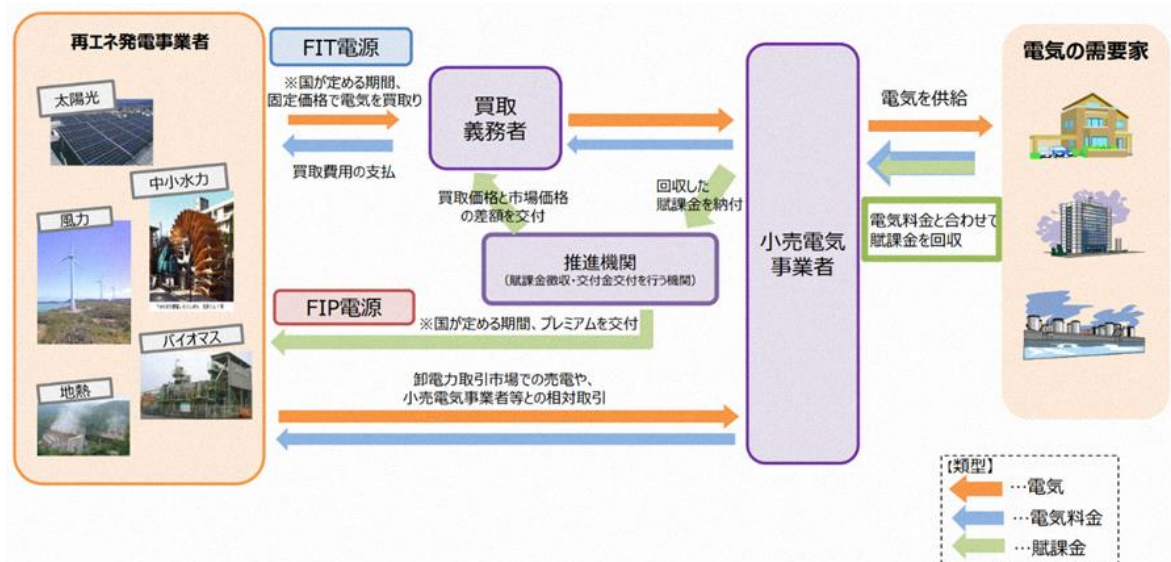 再エネ発電事業者
太陽光
中小水力
風力
バイオマス
地熱
FIT電源
※国が定める期間、
固定価格で電気を買取り
買取費用の支払
買取
義務者
買取価格と市場価格
の差額を交付
回収した
賦課金を納付
推進機関
(賦課金徴収・交付金交付を行う機関)
FIP電源
※国が定める期間、プレミアムを交付
卸電力取引市場での売電や、
小売電気事業者等との相対取引
小売電気
事業者
電気を供給
電気料金と合わせて
賦課金を回収
電気の需要家
【類型】
…電気
…電気料金
…賦課金